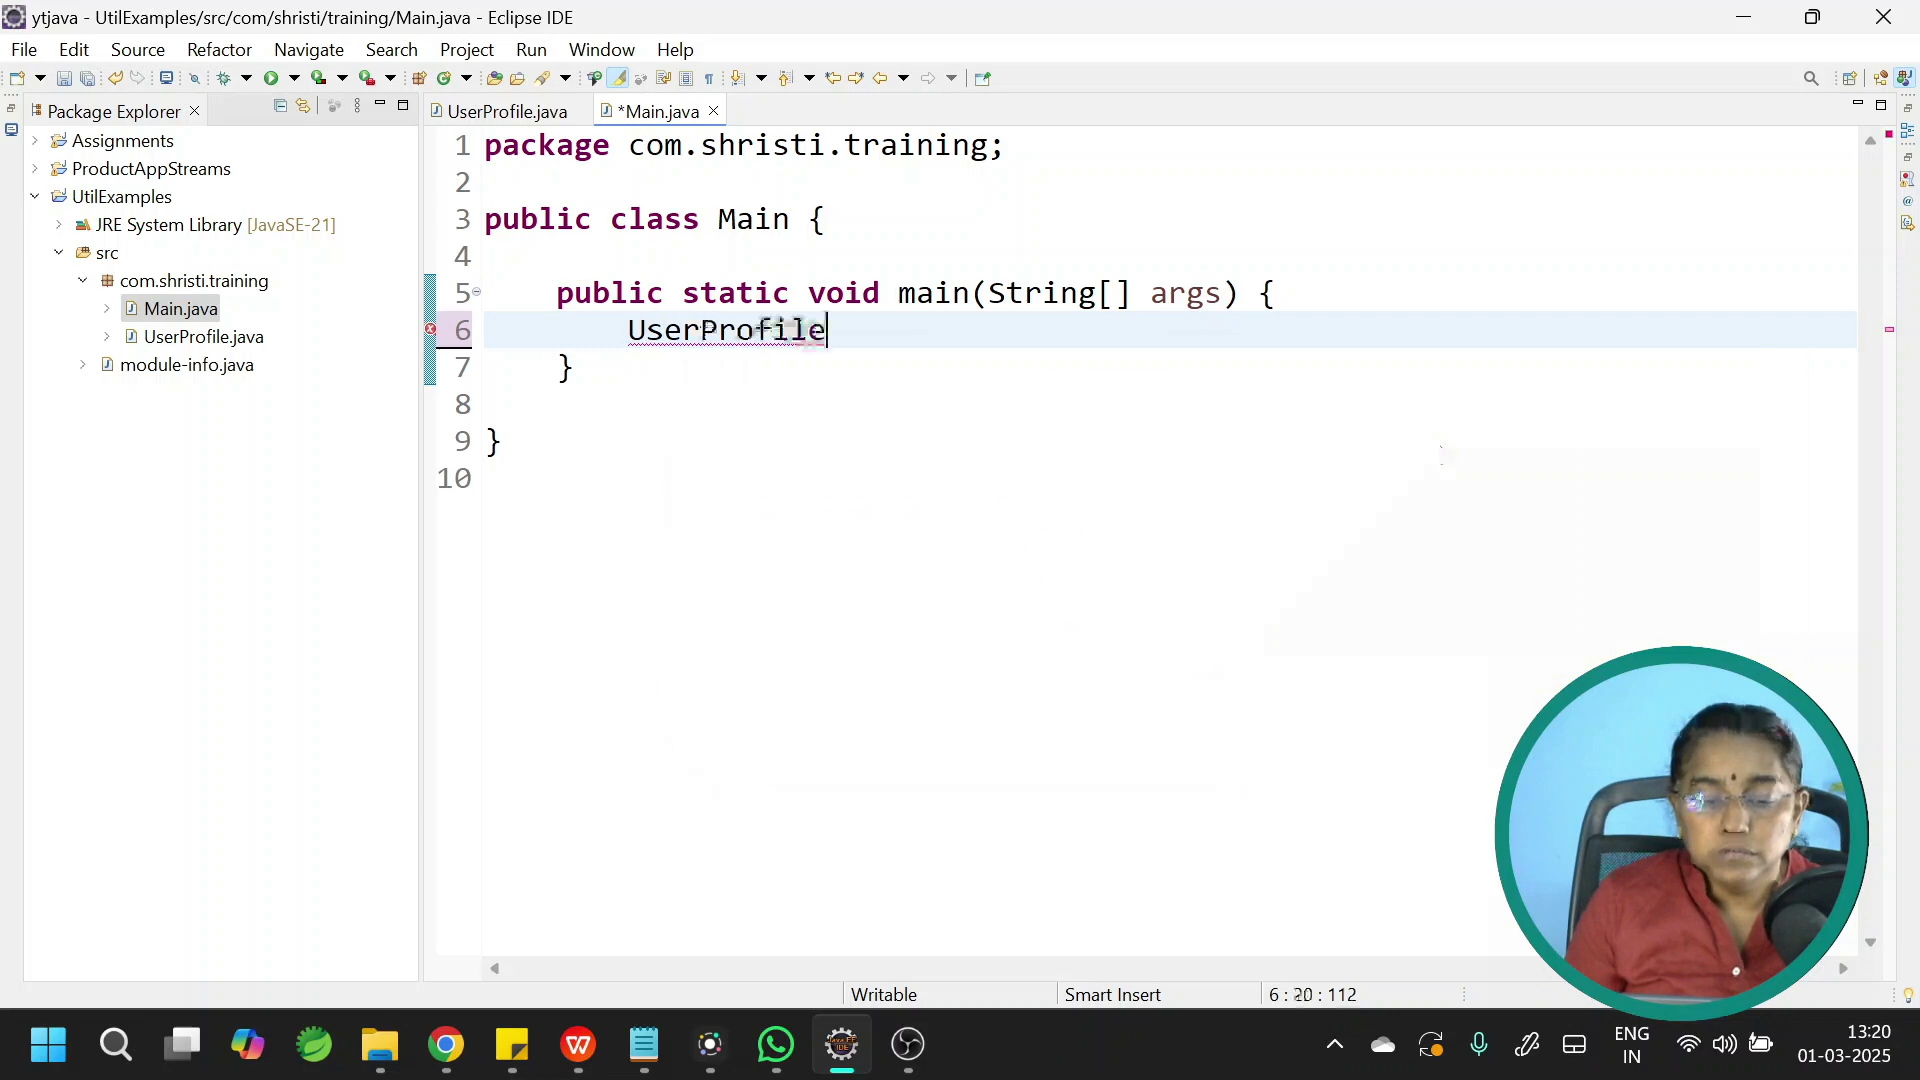 ytjava - UtilExamples/src/com/shristi/training/Main.java - Eclipse IDE
File Edit Source Refactor Navigate Search Project Run Window Help
Package Explorer
UserProfile.java
*Main.java
Assignments
ProductAppStreams
UtilExamples
JRE System Library [JavaSE-21]
src
com.shristi.training
Main.java
UserProfile.java
module-info.java
1 package com.shristi.training;
2
3 public class Main {
4
5 public static void main(String[] args) {
6 UserProfile
7 }
8
9 }
10
Writable Smart Insert 6 : 20 : 112
ENG
IN
13:20
01-03-2025